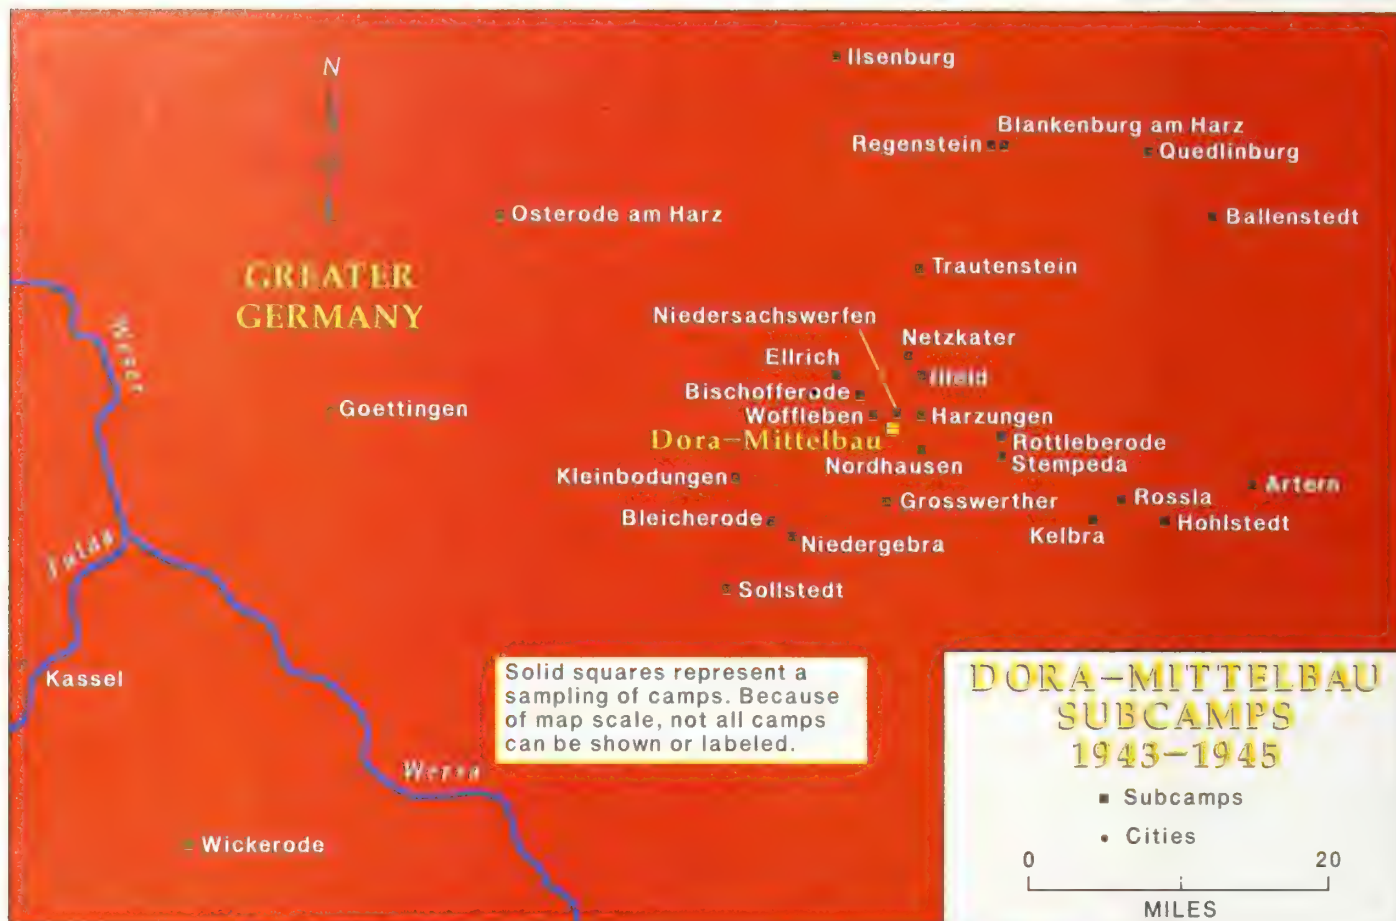 N
Ilsenburg
Blankenburg am Harz
Regenstein
Quedlinburg
Osterode am Harz
Ballenstedt
GREATER
GERMANY
Trautenstein
Weser
Niedersachswerfen
Netzkater
Ellrich
Ilfeld
Bischofferode
Goettingen
Woffleben
Harzungen
Dora–Mittelbau
Rottleberode
Nordhausen
Stempeda
Kleinbodungen
Artern
Grosswerther
Rossla
Bleicherode
Kelbra
Hohlstedt
Niedergebra
Fulda
Sollstedt
Kassel
Solid squares represent a
sampling of camps. Because
of map scale, not all camps
can be shown or labeled.
Werra
Wickerode
DORA–MITTELBAU
SUBCAMPS
1943–1945
Subcamps
Cities
0 20
MILES